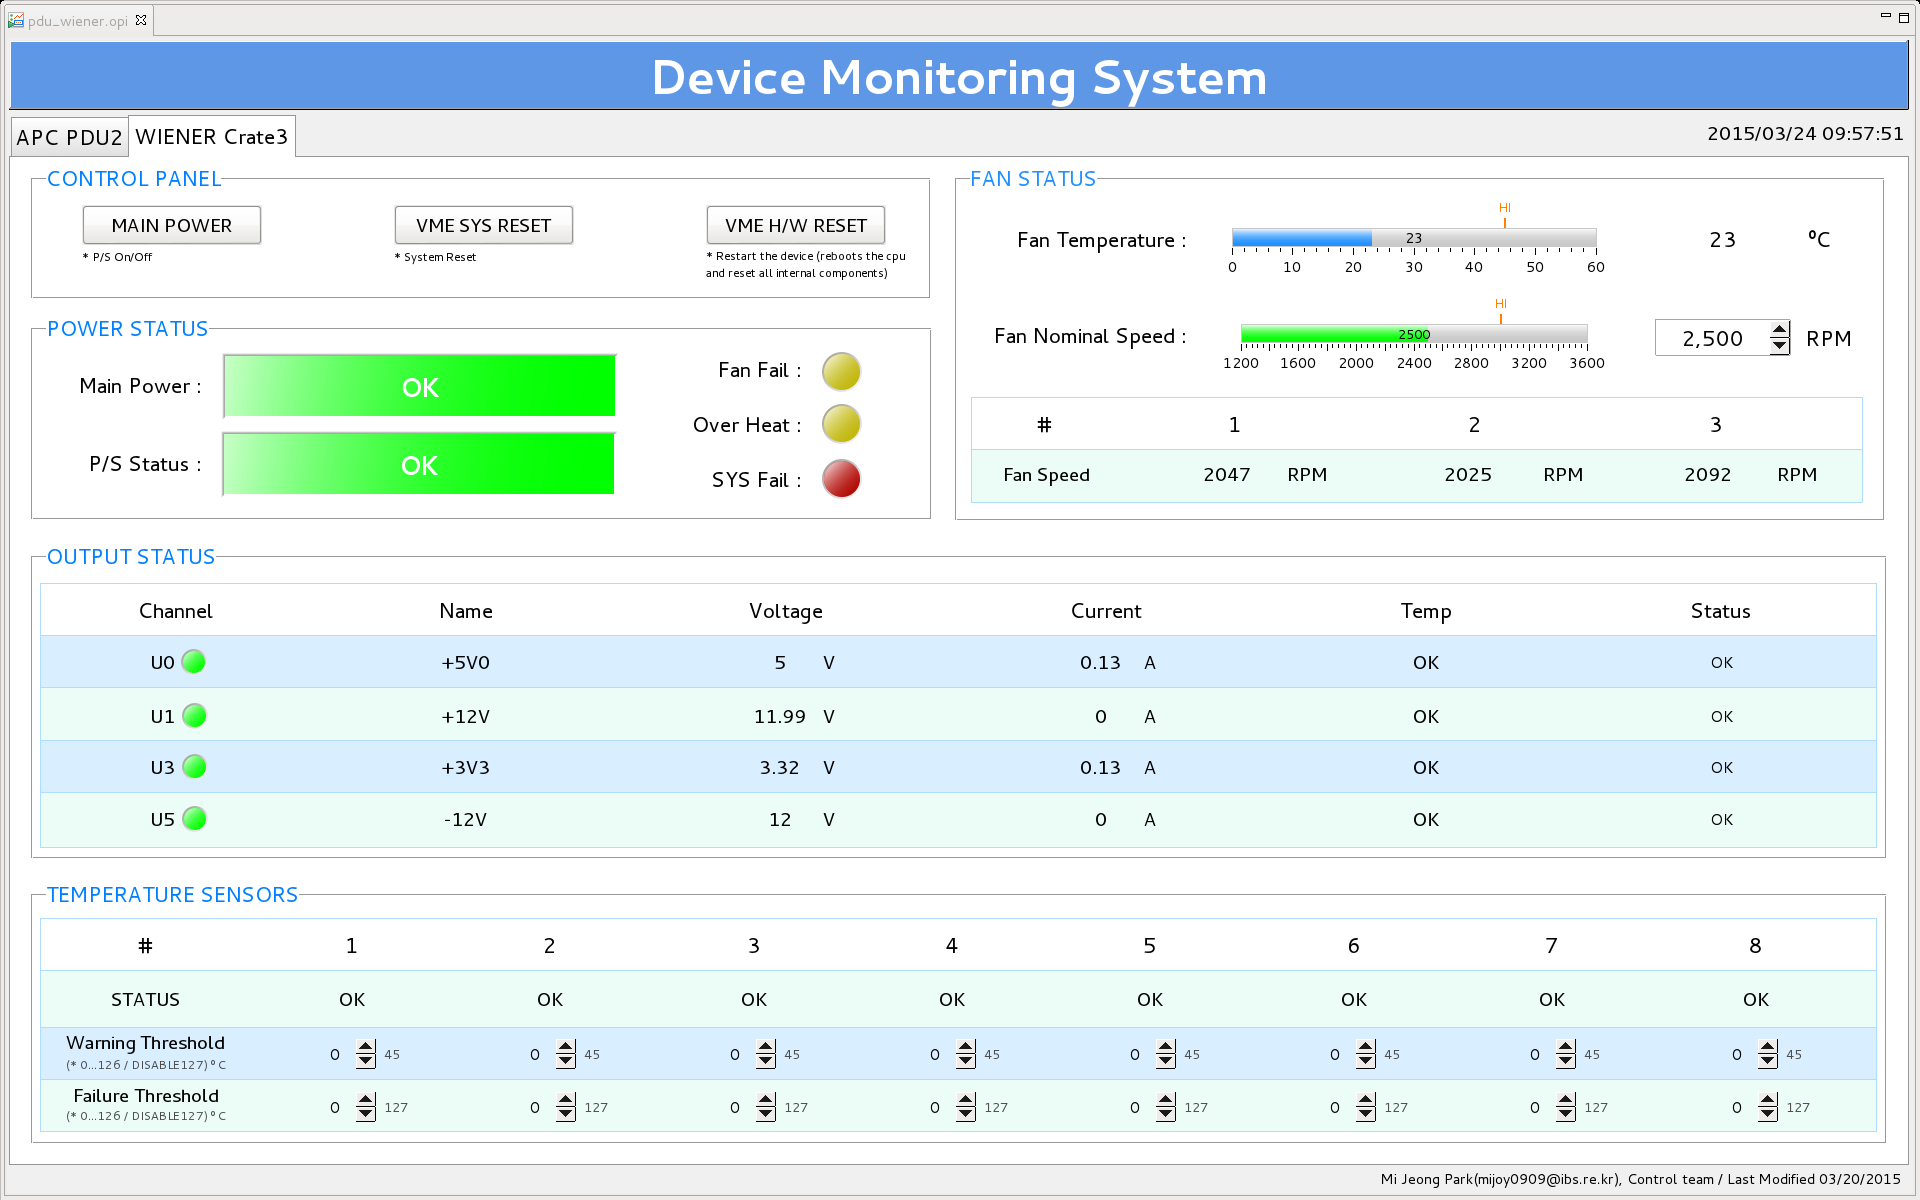 pdu_wiener.opi
Device Monitoring System
APC PDU2 WIENER Crate3 2015/03/24 09:57:51
CONTROL PANEL
MAIN POWER VME SYS RESET VME H/W RESET
* P/S On/Off * System Reset * Restart the device (reboots the cpu
and reset all internal components)
FAN STATUS
HI
Fan Temperature : 23 23 ºC
0 10 20 30 40 50 60
HI
Fan Nominal Speed : 2500 2,500 RPM
1200 1600 2000 2400 2800 3200 3600
# 1 2 3
Fan Speed 2047 RPM 2025 RPM 2092 RPM
POWER STATUS
Main Power : OK
P/S Status : OK
Fan Fail :
Over Heat :
SYS Fail :
OUTPUT STATUS
Channel Name Voltage Current Temp Status
U0 +5V0 5 V 0.13 A OK OK
U1 +12V 11.99 V 0 A OK OK
U3 +3V3 3.32 V 0.13 A OK OK
U5 -12V 12 V 0 A OK OK
TEMPERATURE SENSORS
# 1 2 3 4 5 6 7 8
STATUS OK OK OK OK OK OK OK OK
Warning Threshold 0 45 0 45 0 45 0 45 0 45 0 45 0 45 0 45
(* 0...126 / DISABLE127) º C
Failure Threshold 0 127 0 127 0 127 0 127 0 127 0 127 0 127 0 127
(* 0...126 / DISABLE127) º C
Mi Jeong Park(mijoy0909@ibs.re.kr), Control team / Last Modified 03/20/2015